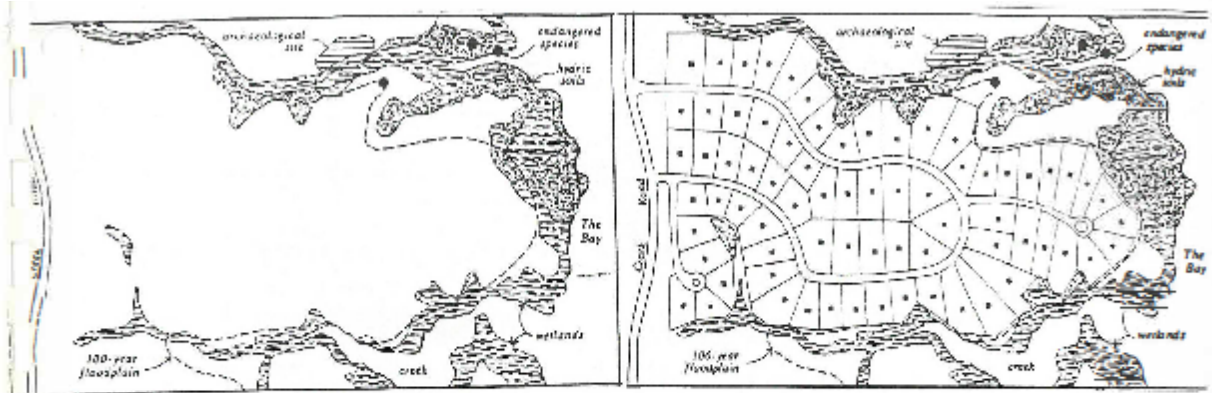 archaeological
site
endangered
species
hydric
soils
The
Bay
wetlands
100-year
floodplain
creek
archaeological
site
endangered
species
hydric
soils
Road
The
Bay
wetlands
100-year
floodplain
creek